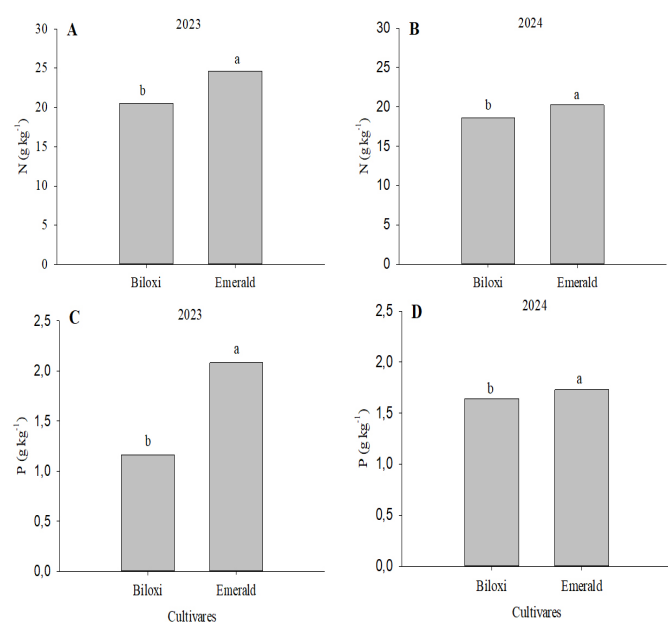 A
2023
30
25
20
15
10
5
0
N (g kg⁻¹)
b
a
Biloxi
Emerald
B
2024
30
25
20
15
10
5
0
N (g kg⁻¹)
b
a
Biloxi
Emerald
C
2023
2,5
2,0
1,5
1,0
0,5
0,0
P (g kg⁻¹)
b
a
Biloxi
Emerald
Cultivares
D
2024
2,5
2,0
1,5
1,0
0,5
0,0
P (g kg⁻¹)
b
a
Biloxi
Emerald
Cultivares